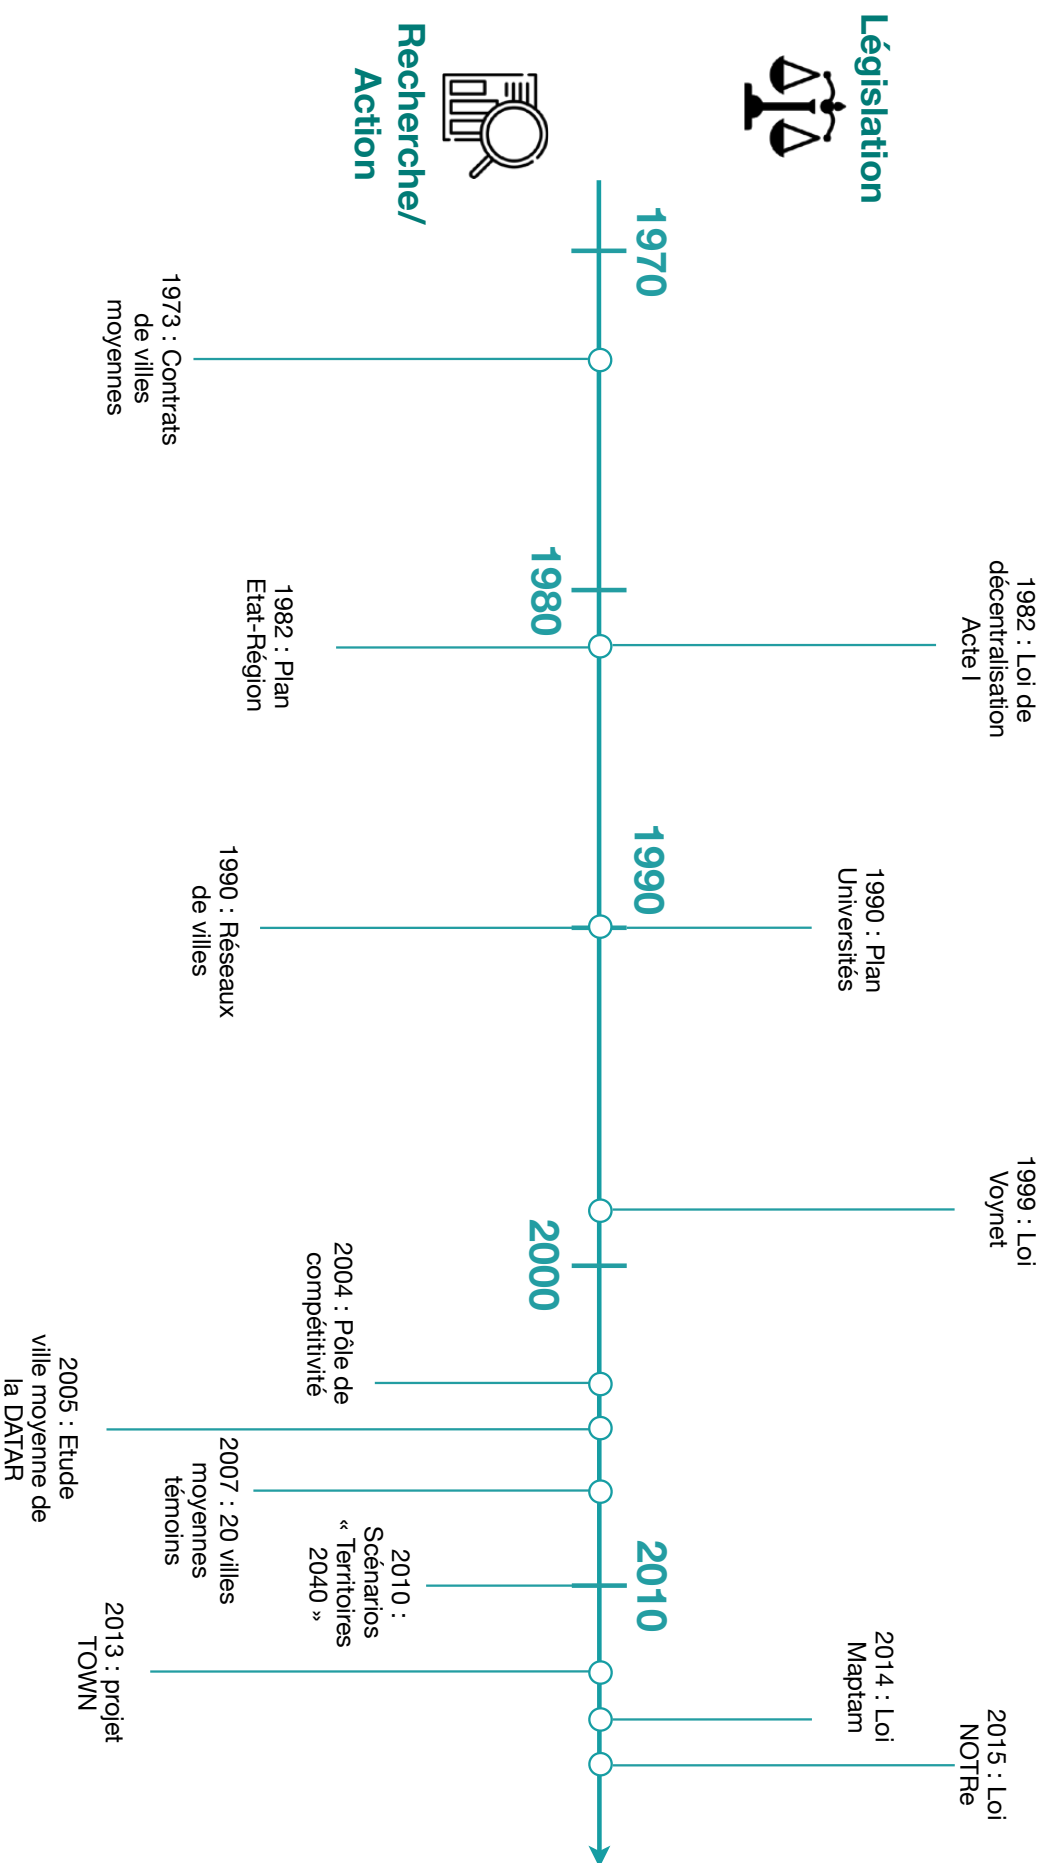 Législation
Recherche/
Action
1970
1980
1990
2000
2010
1982 : Loi de
décentralisation
Acte I
1990 : Plan
Universités
1999 : Loi
Voynet
2014 : Loi
Maptam
2015 : Loi
NOTRe
1973 : Contrats
de villes
moyennes
1982 : Plan
Etat-Région
1990 : Réseaux
de villes
2004 : Pôle de
compétitivité
2005 : Etude
ville moyenne de
la DATAR
2007 : 20 villes
moyennes
témoins
2010 :
Scénarios
« Territoires
2040 »
2013 : projet
TOWN